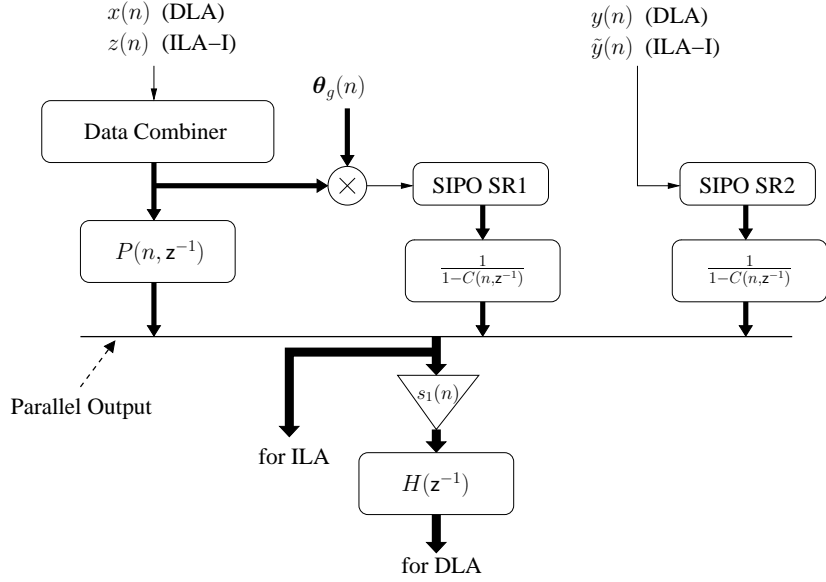 x(n) (DLA)
z(n) (ILA–I)
y(n) (DLA)
ỹ(n) (ILA–I)
θ_g(n)
Data Combiner
×
SIPO SR1
SIPO SR2
P(n, z⁻¹)
1/(1−C(n,z⁻¹))
1/(1−C(n,z⁻¹))
s₁(n)
Parallel Output
for ILA
H(z⁻¹)
for DLA